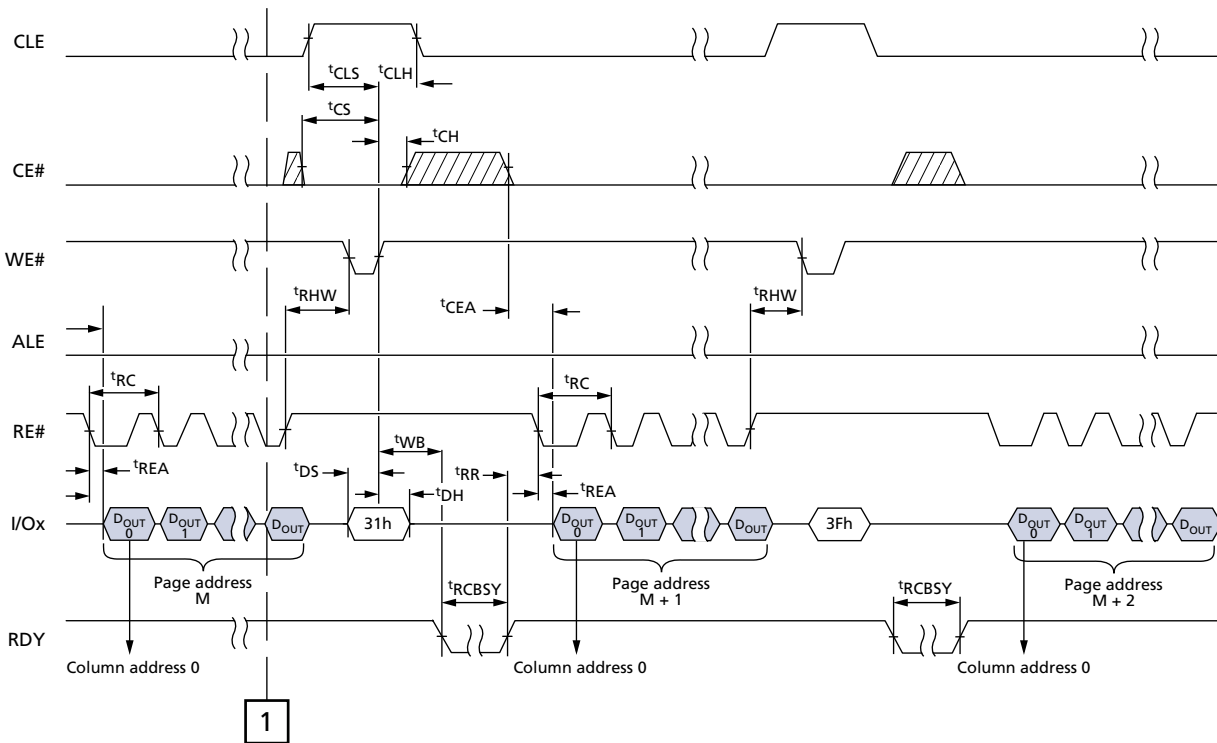 CLE
tCLS tCLH
tCS
tCH
CE#
WE#
tRHW tCEA tRHW
ALE
tRC tRC
RE#
tWB
tREA tDS tRR
tDH tREA
I/Ox
DOUT 0 DOUT 1 DOUT 31h DOUT 0 DOUT 1 DOUT 3Fh DOUT 0 DOUT 1 DOUT
Page address M
tRCBSY
Page address M + 1
tRCBSY
Page address M + 2
RDY
Column address 0 Column address 0 Column address 0
1